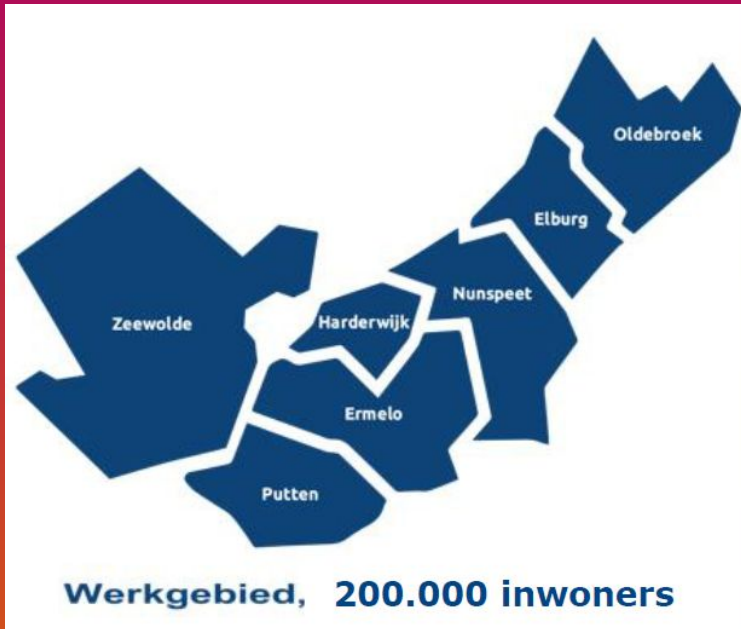 Oldebroek
Elburg
Nunspeet
Zeewolde
Harderwijk
Ermelo
Putten
Werkgebied, 200.000 inwoners